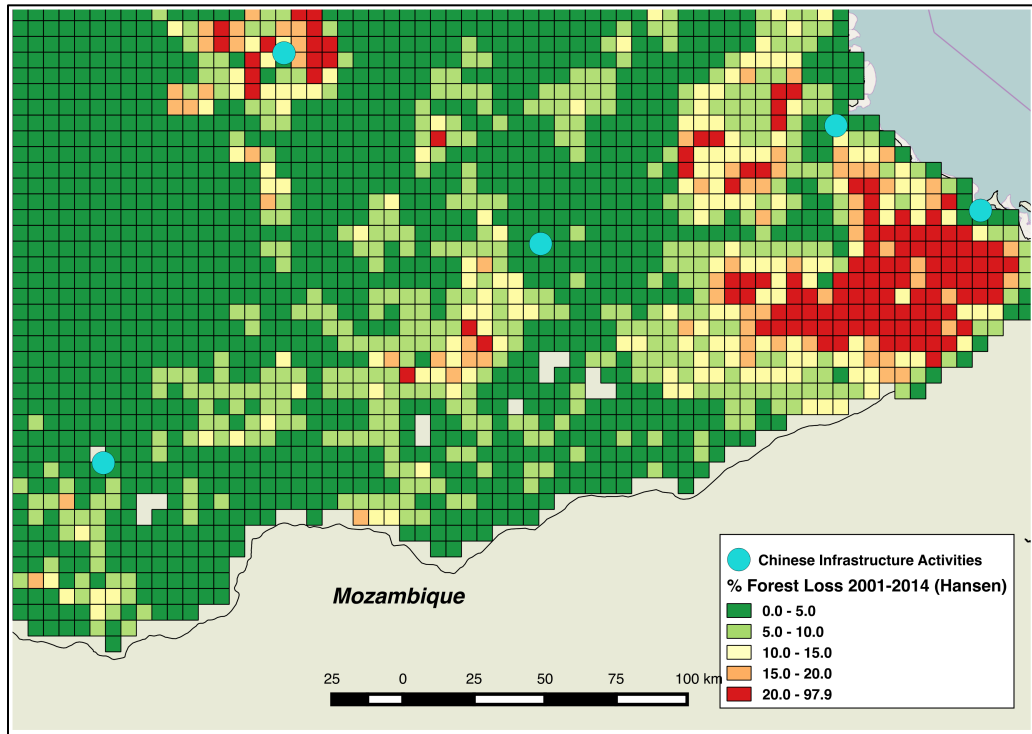 Chinese Infrastructure Activities
% Forest Loss 2001-2014 (Hansen)
0.0 - 5.0
5.0 - 10.0
Mozambique
10.0 - 15.0
15.0 - 20.0
25 0 25 50 75 100 km
20.0 - 97.9